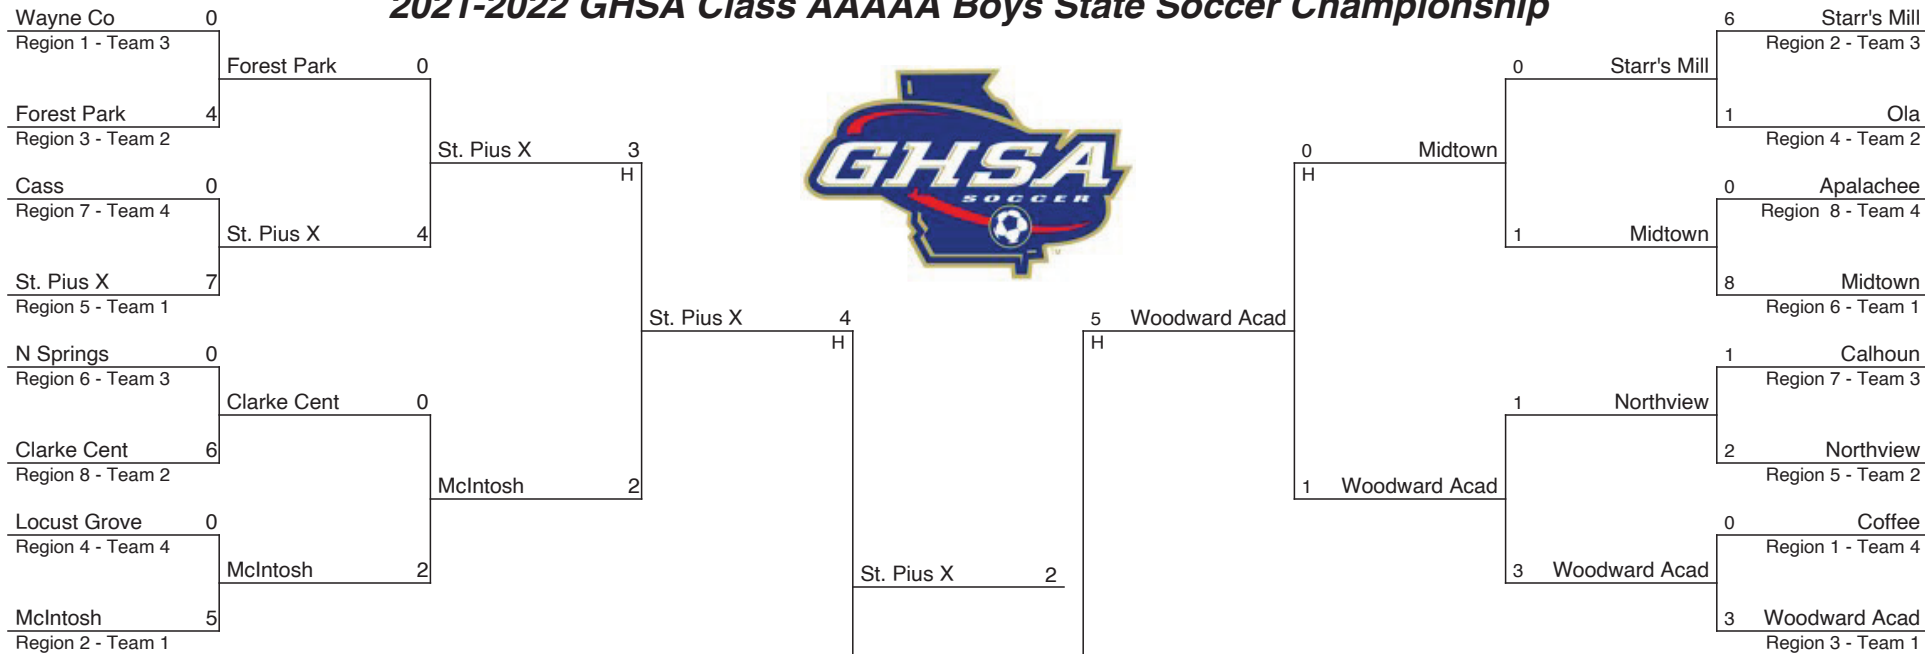 2021-2022 GHSA Class AAAAA Boys State Soccer Championship
Wayne Co 0
Region 1 - Team 3
Forest Park 0
Forest Park 4
Region 3 - Team 2
St. Pius X 3
H
Cass 0
Region 7 - Team 4
St. Pius X 4
St. Pius X 7
Region 5 - Team 1
St. Pius X 4
H
N Springs 0
Region 6 - Team 3
Clarke Cent 0
Clarke Cent 6
Region 8 - Team 2
McIntosh 2
Locust Grove 0
Region 4 - Team 4
McIntosh 2
McIntosh 5
Region 2 - Team 1
St. Pius X 2
GHSA
SOCCER
6 Starr's Mill
Region 2 - Team 3
0 Starr's Mill
1 Ola
Region 4 - Team 2
0 Midtown
H
0 Apalachee
Region 8 - Team 4
1 Midtown
8 Midtown
Region 6 - Team 1
5 Woodward Acad
H
1 Calhoun
Region 7 - Team 3
1 Northview
2 Northview
Region 5 - Team 2
1 Woodward Acad
0 Coffee
Region 1 - Team 4
3 Woodward Acad
3 Woodward Acad
Region 3 - Team 1